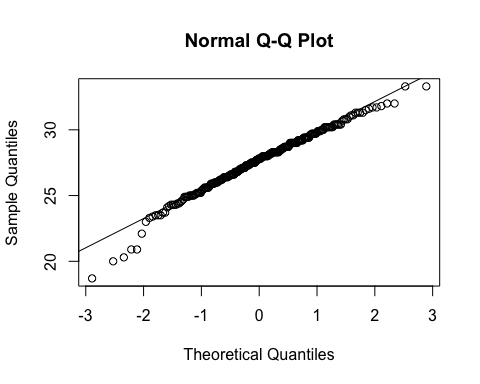 Normal Q-Q Plot
Sample Quantiles
30
25
20
-3 -2 -1 0 1 2 3
Theoretical Quantiles